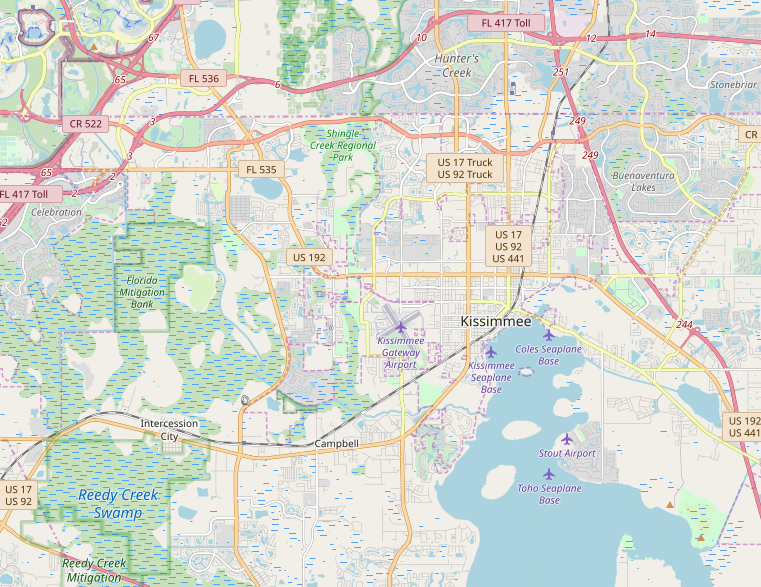 67
FL 417 Toll
10
12
14
Hunter's
Creek
251
65
FL 536
6
Stonebriar
CR 522
3
249
CR
Shingle
Creek Regional
Park
3
249
65
2
FL 535
US 17 Truck
US 92 Truck
Buenaventura
Lakes
FL 417 Toll
2
2
Celebration
US 17
US 92
US 441
US 192
Florida
Mitigation
Bank
Kissimmee
244
Kissimmee
Gateway
Airport
Coles Seaplane
Base
Kissimmee
Seaplane
Base
Intercession
City
Campbell
US 192
US 441
Stout Airport
US 17
US 92
Reedy Creek
Swamp
Toho Seaplane
Base
Reedy Creek
Mitigation